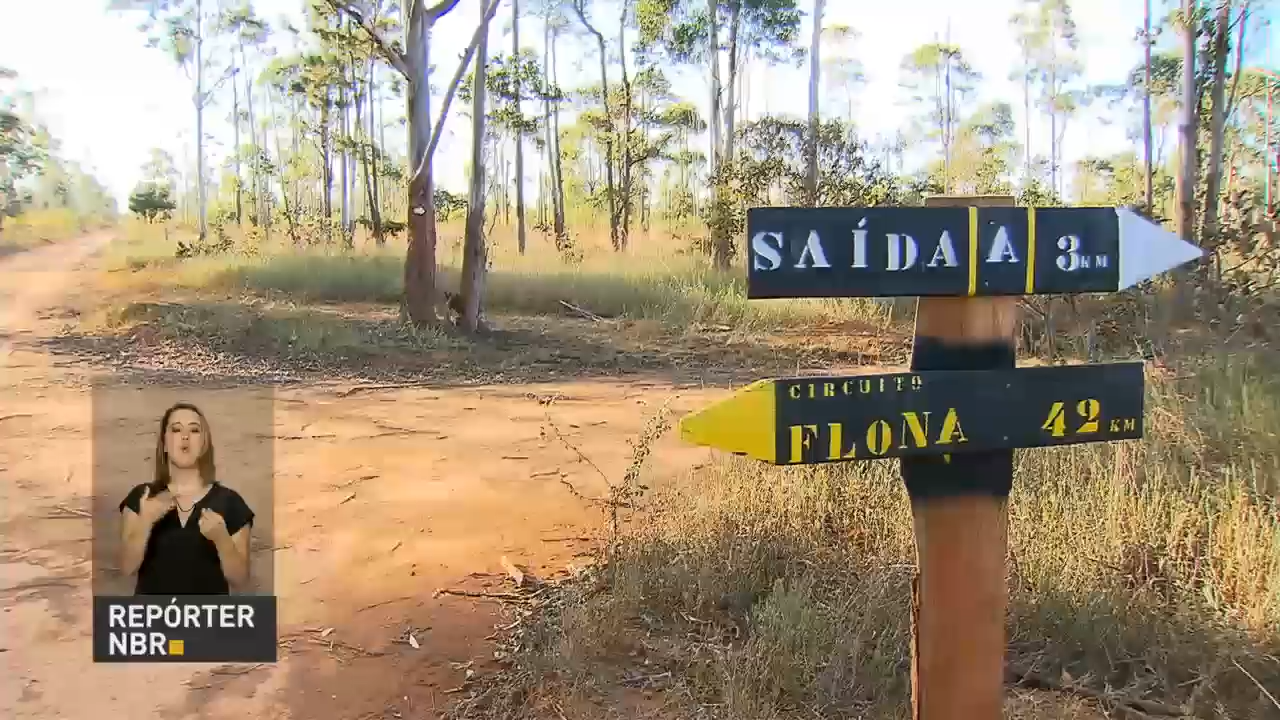 SAÍDA A 3KM
CIRCUITO
FLONA 42 KM
REPÓRTER
NBR